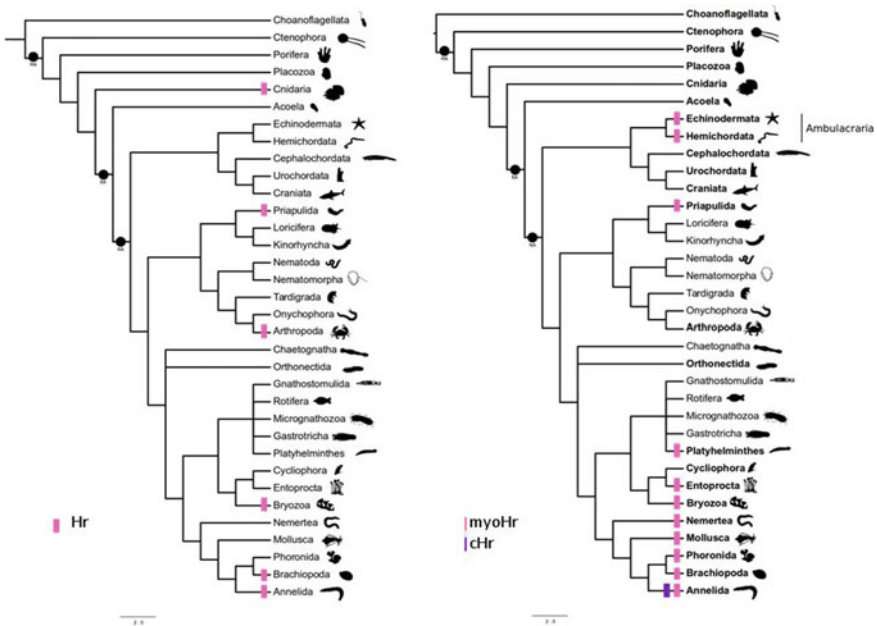 Choanoflagellata
Ctenophora
Porifera
Placozoa
Cnidaria
Acoela
Echinodermata
Hemichordata
Cephalochordata
Urochordata
Craniata
Priapulida
Loricifera
Kinorhyncha
Nematoda
Nematomorpha
Tardigrada
Onychophora
Arthropoda
Chaetognatha
Orthonectida
Gnathostomulida
Rotifera
Micrognathozoa
Gastrotricha
Platyhelminthes
Cycliophora
Entoprocta
Bryozoa
Nemertea
Mollusca
Phoronida
Brachiopoda
Annelida
Hr
Choanoflagellata
Ctenophora
Porifera
Placozoa
Cnidaria
Acoela
Echinodermata
Hemichordata
Ambulacraria
Cephalochordata
Urochordata
Craniata
Priapulida
Loricifera
Kinorhyncha
Nematoda
Nematomorpha
Tardigrada
Onychophora
Arthropoda
Chaetognatha
Orthonectida
Gnathostomulida
Rotifera
Micrognathozoa
Gastrotricha
Platyhelminthes
Cycliophora
Entoprocta
Bryozoa
Nemertea
Mollusca
Phoronida
Brachiopoda
Annelida
myoHr
cHr